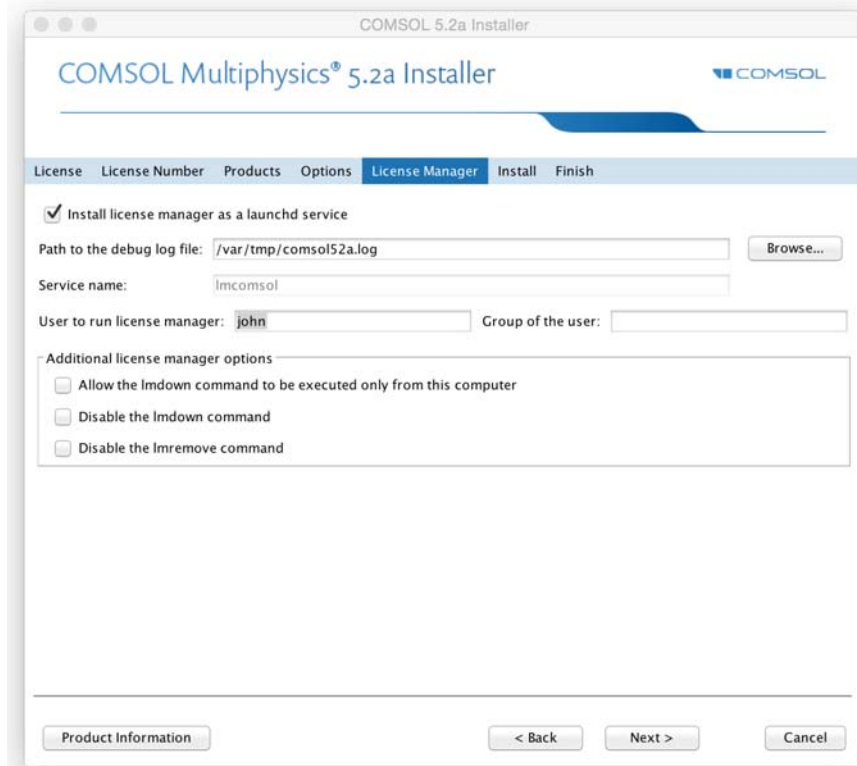 COMSOL 5.2a Installer
COMSOL Multiphysics® 5.2a Installer
COMSOL
License License Number Products Options License Manager Install Finish
Install license manager as a launchd service
Path to the debug log file: /var/tmp/comsol52a.log Browse...
Service name: lmcomsol
User to run license manager: john Group of the user:
Additional license manager options
Allow the lmdown command to be executed only from this computer
Disable the lmdown command
Disable the lmremove command
Product Information < Back Next > Cancel